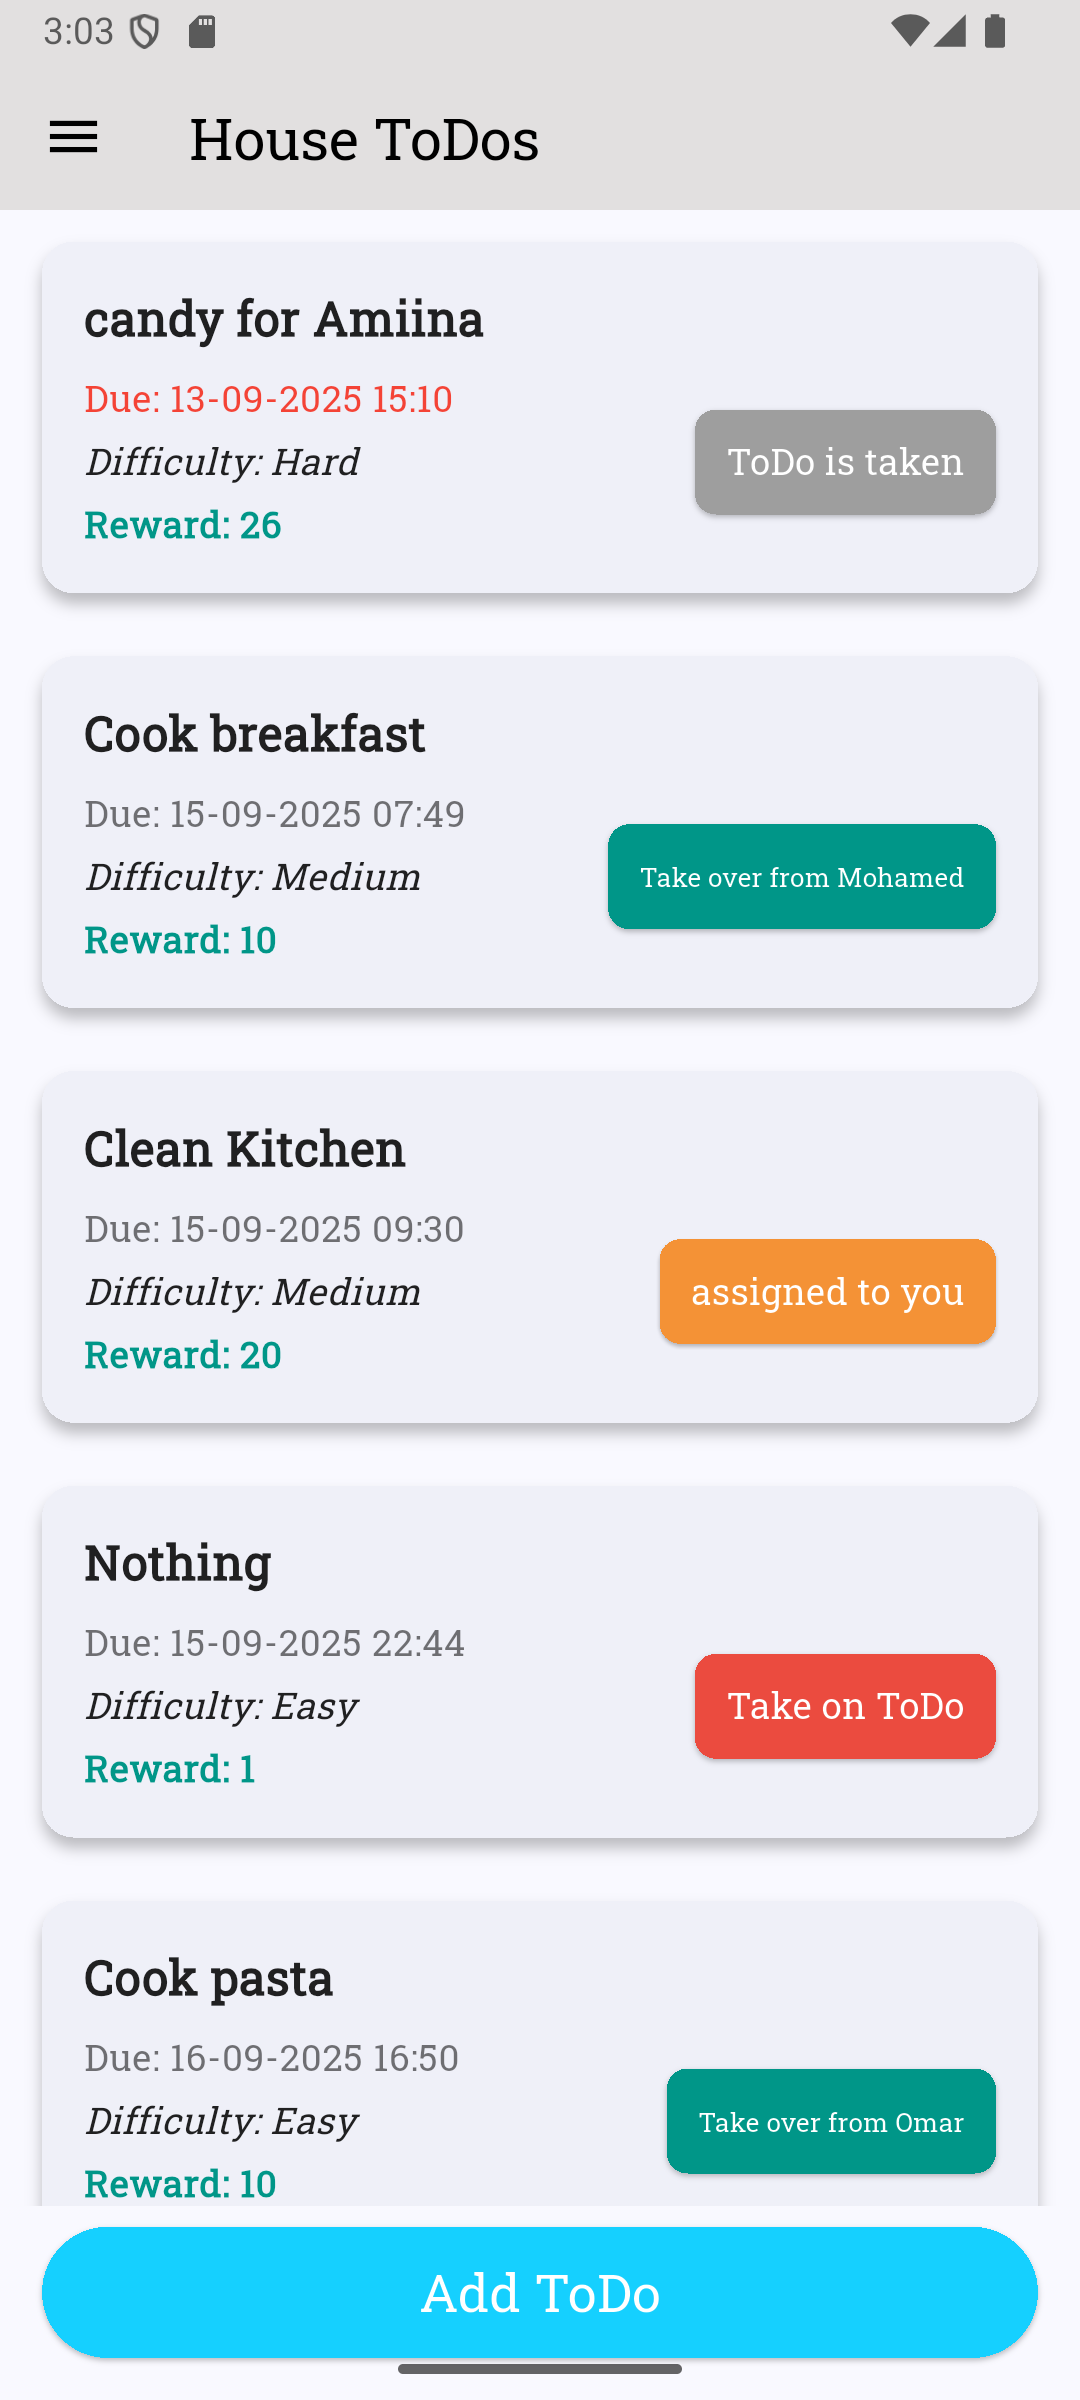 3:03
House ToDos
candy for Amiina
Due: 13-09-2025 15:10
Difficulty: Hard
ToDo is taken
Reward: 26
Cook breakfast
Due: 15-09-2025 07:49
Difficulty: Medium
Take over from Mohamed
Reward: 10
Clean Kitchen
Due: 15-09-2025 09:30
Difficulty: Medium
assigned to you
Reward: 20
Nothing
Due: 15-09-2025 22:44
Difficulty: Easy
Take on ToDo
Reward: 1
Cook pasta
Due: 16-09-2025 16:50
Difficulty: Easy
Take over from Omar
Reward: 10
Add ToDo